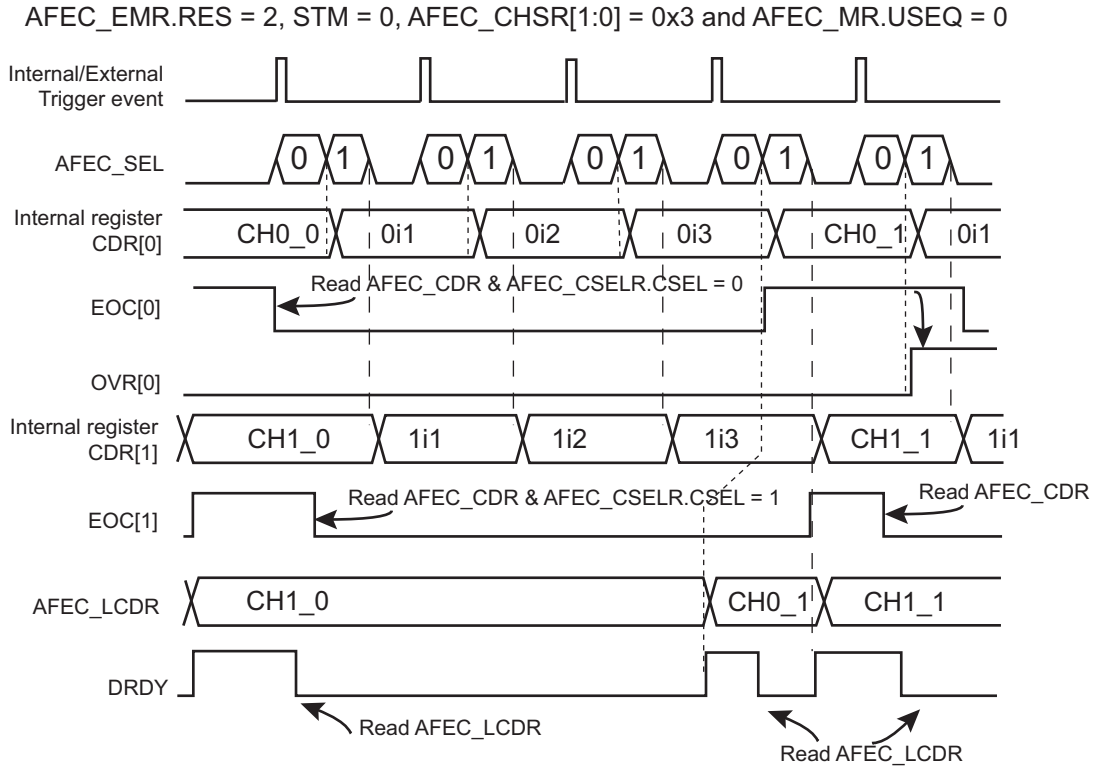 AFEC_EMR.RES = 2, STM = 0, AFEC_CHSR[1:0] = 0x3 and AFEC_MR.USEQ = 0
Internal/External
Trigger event
AFEC_SEL
0 1 0 1 0 1 0 1 0 1
Internal register
CDR[0]
CH0_0 0i1 0i2 0i3 CH0_1 0i1
Read AFEC_CDR & AFEC_CSELR.CSEL = 0
EOC[0]
OVR[0]
Internal register
CDR[1]
CH1_0 1i1 1i2 1i3 CH1_1 1i1
Read AFEC_CDR & AFEC_CSELR.CSEL = 1
Read AFEC_CDR
EOC[1]
AFEC_LCDR
CH1_0 CH0_1 CH1_1
DRDY
Read AFEC_LCDR
Read AFEC_LCDR